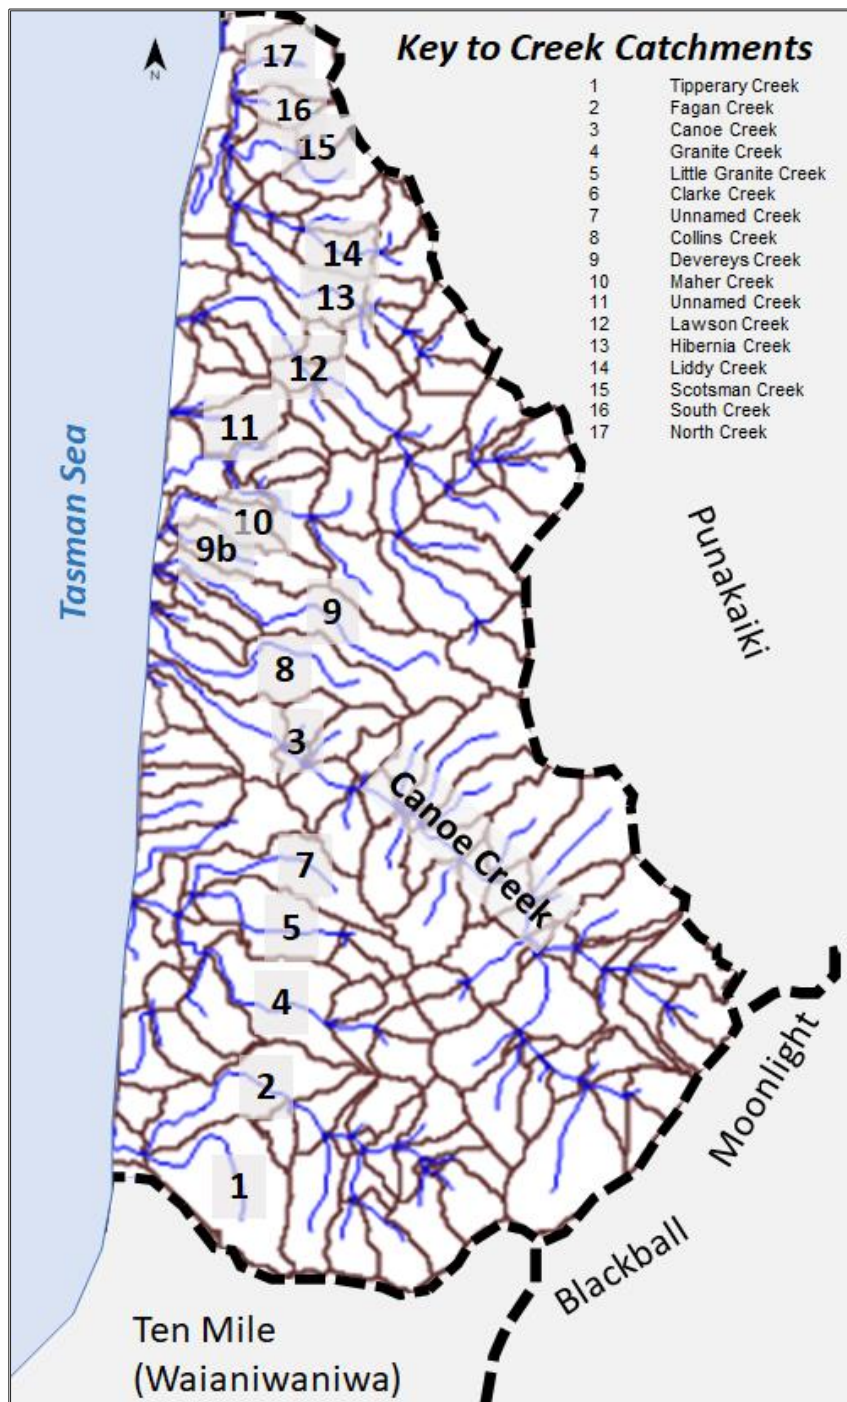 Key to Creek Catchments
1 Tipperary Creek
2 Fagan Creek
3 Canoe Creek
4 Granite Creek
5 Little Granite Creek
6 Clarke Creek
7 Unnamed Creek
8 Collins Creek
9 Devereys Creek
10 Maher Creek
11 Unnamed Creek
12 Lawson Creek
13 Hibernia Creek
14 Liddy Creek
15 Scotsman Creek
16 South Creek
17 North Creek
N
17
16
15
14
13
12
11
10
9b
9
8
3
Canoe Creek
7
5
4
2
1
Tasman Sea
Punakaiki
Moonlight
Blackball
Ten Mile
(Waianiwaniwa)